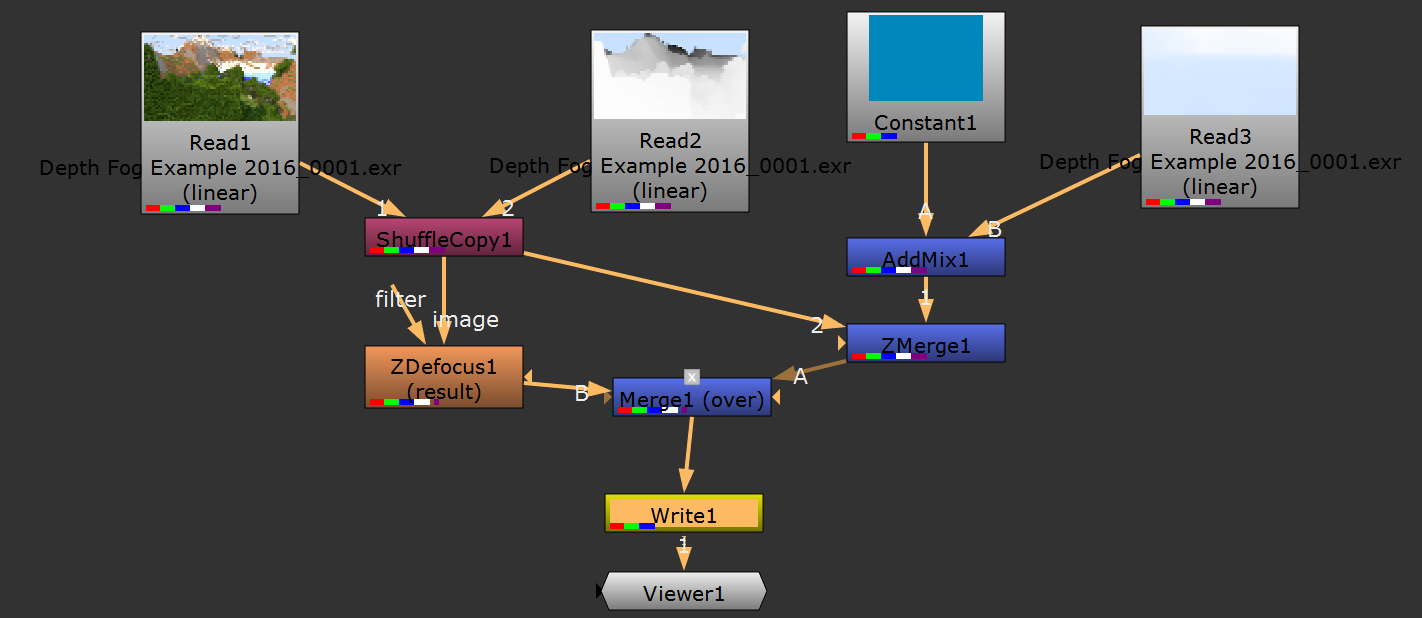 Read1
Depth Fog Example 2016_0001.exr
(linear)
Read2
Depth Fog Example 2016_0001.exr
(linear)
Constant1
Read3
Depth Fog Example 2016_0001.exr
(linear)
1
2
A
B
ShuffleCopy1
AddMix1
filter
image
1
2
ZMerge1
ZDefocus1
(result)
x
A
B
Merge1 (over)
Write1
1
Viewer1